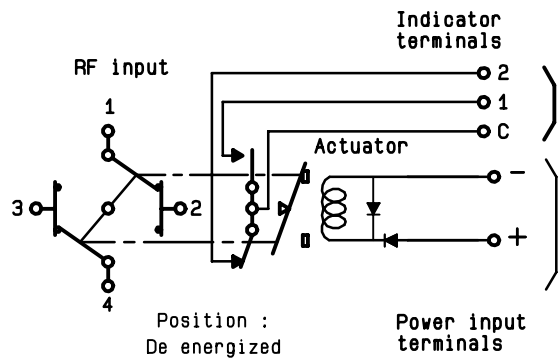 Indicator
terminals
RF input
2
1
1
C
Actuator
-
3
2
+
4
Position :
De energized
Power input
terminals